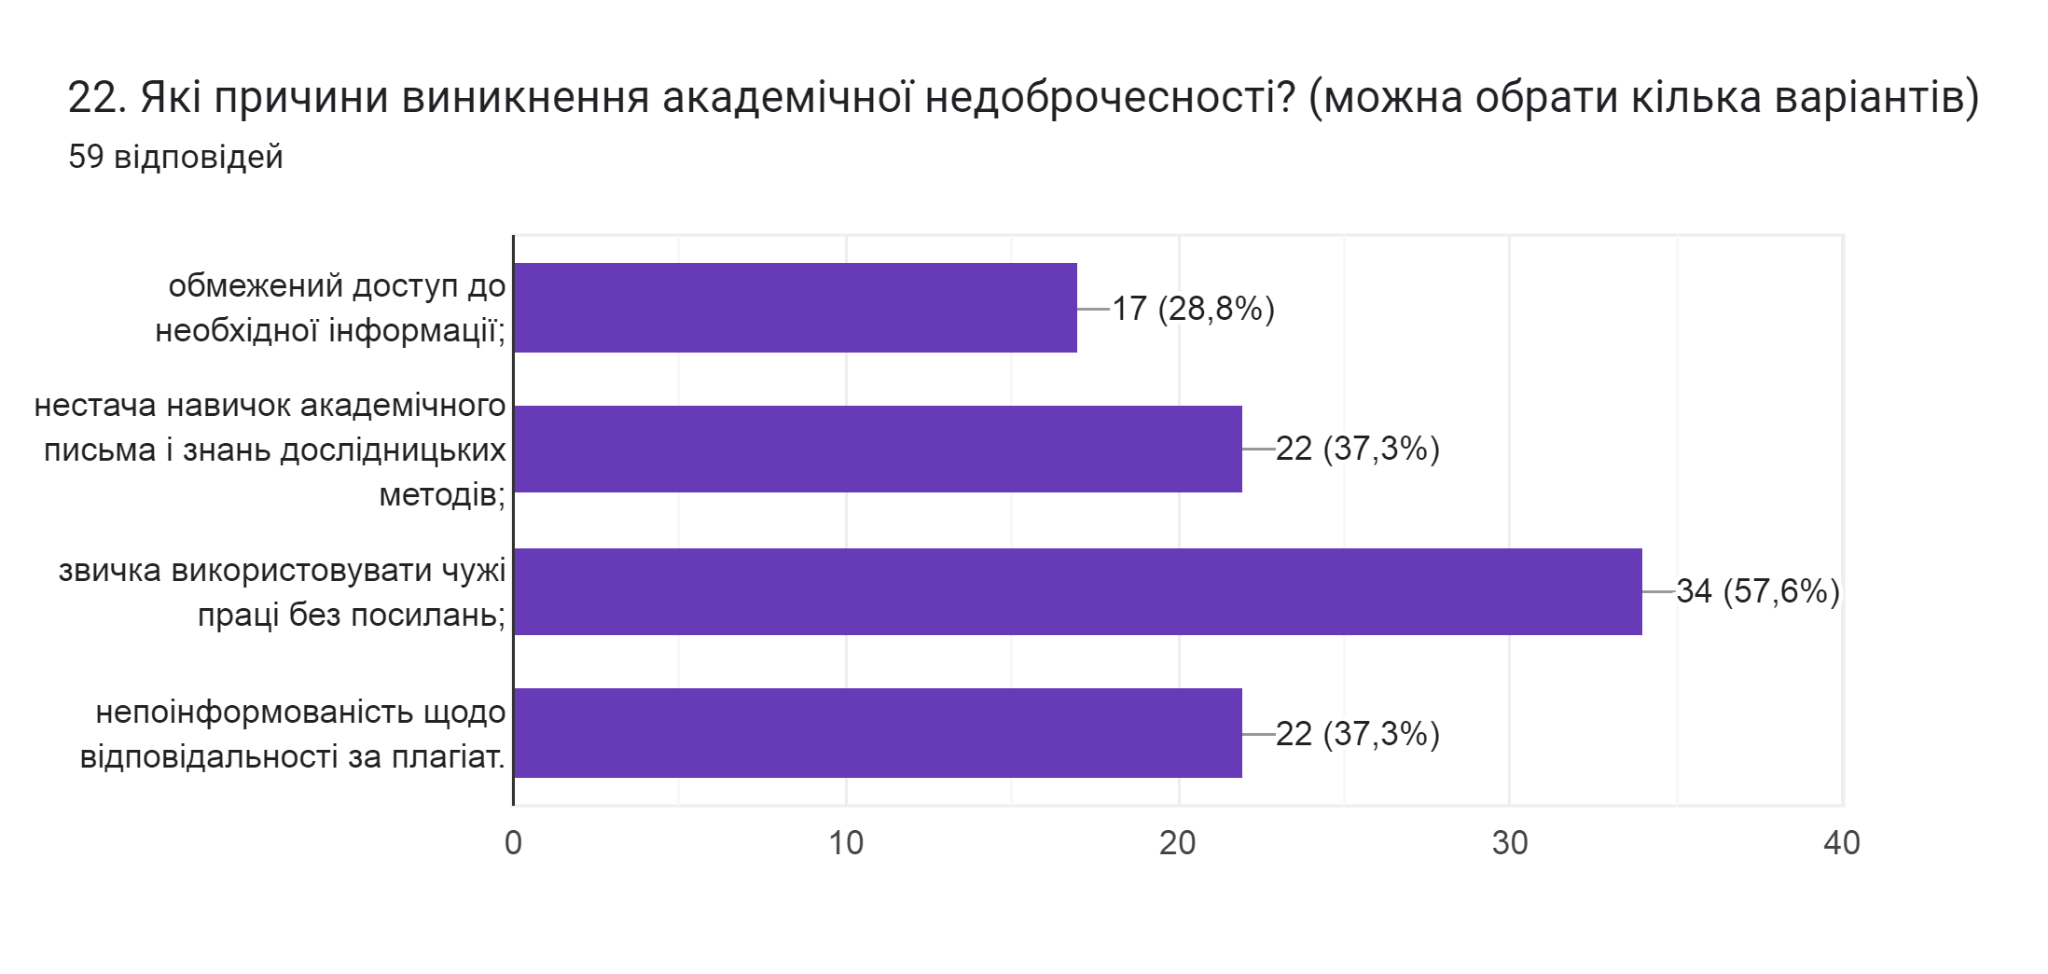 22. Які причини виникнення академічної недоброчесності? (можна обрати кілька варіантів)
59 відповідей
обмежений доступ до
необхідної інформації;
17 (28,8%)
нестача навичок академічного
письма і знань дослідницьких
методів;
22 (37,3%)
звичка використовувати чужі
праці без посилань;
34 (57,6%)
непоінформованість щодо
відповідальності за плагіат.
22 (37,3%)
0 10 20 30 40